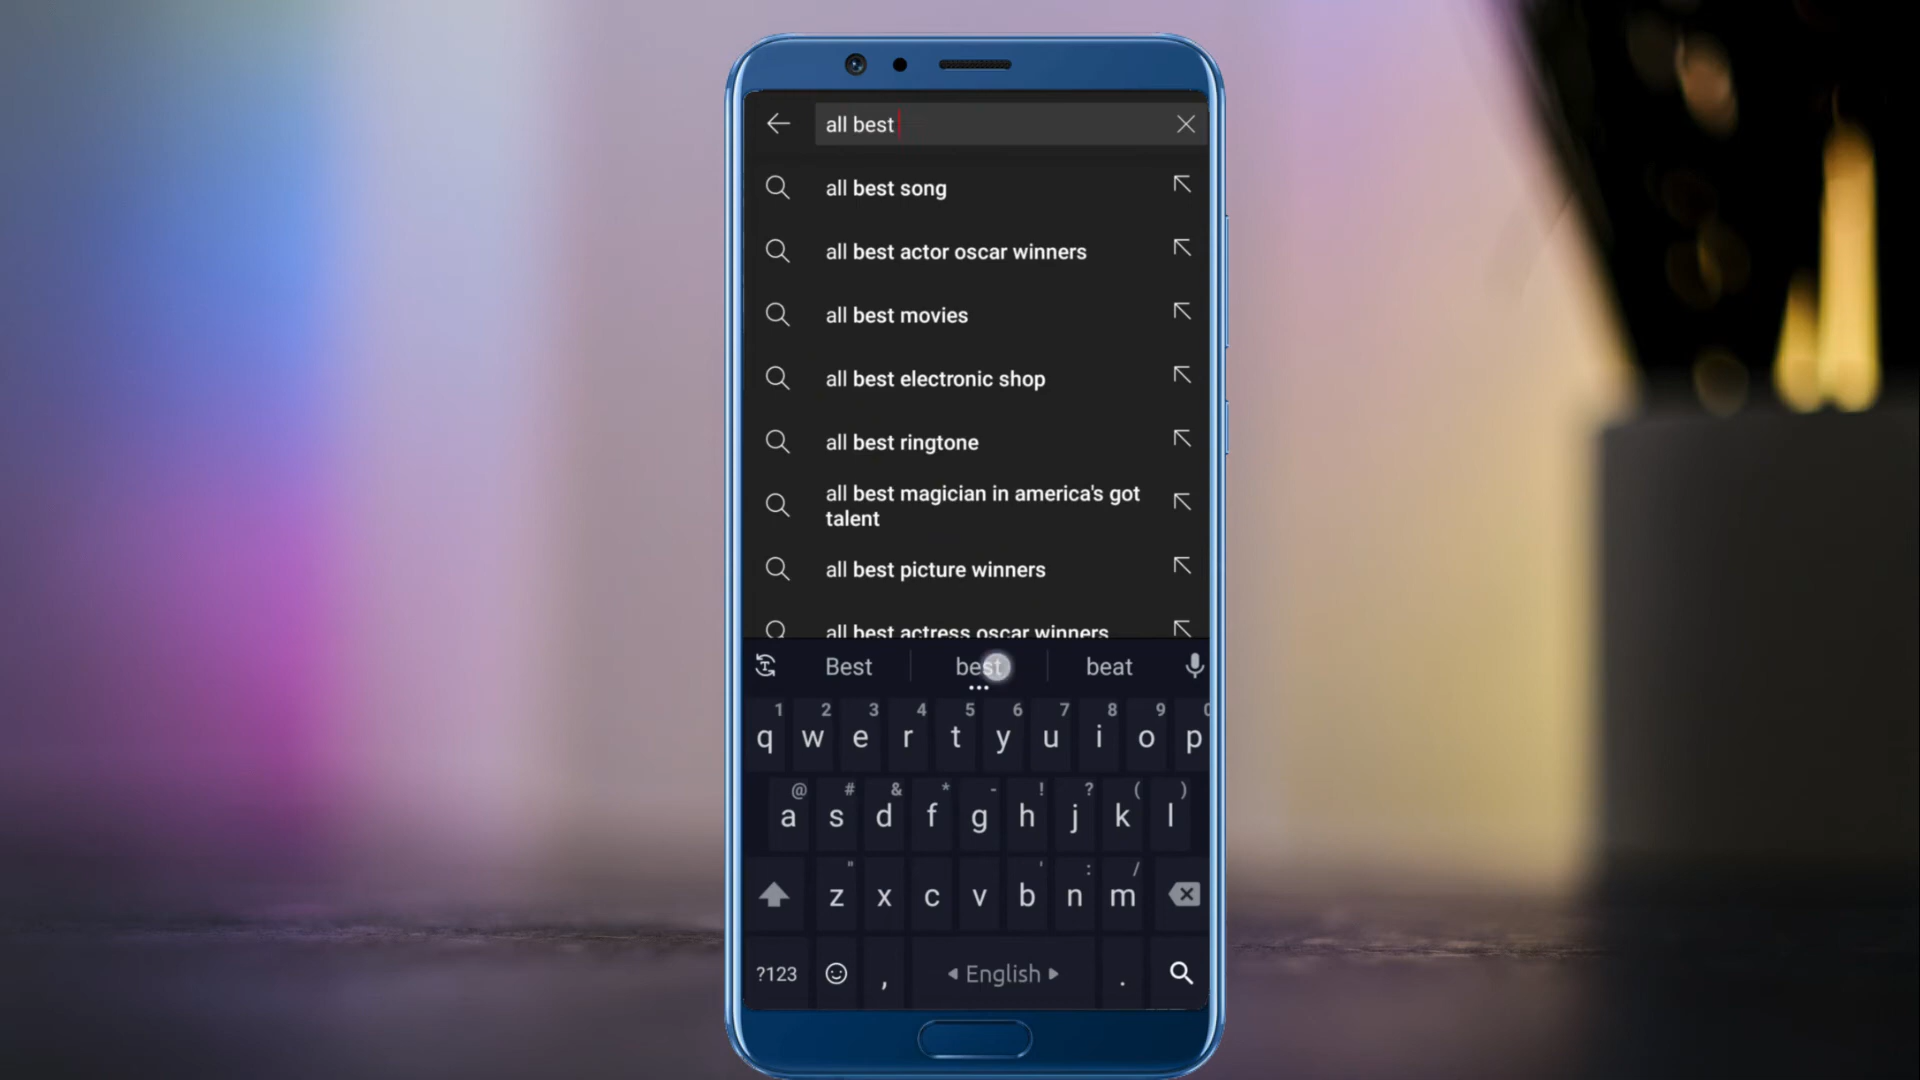 all best
all best song
all best actor oscar winners
all best movies
all best electronic shop
all best ringtone
all best magician in america's got
talent
all best picture winners
all best actress oscar winners
Best best beat
1 2 3 4 5 6 7 8 9 0
q w e r t y u i o p
@ # & * - ! ? ( )
a s d f g h j k l
" ' : /
z x c v b n m
?123 , English .